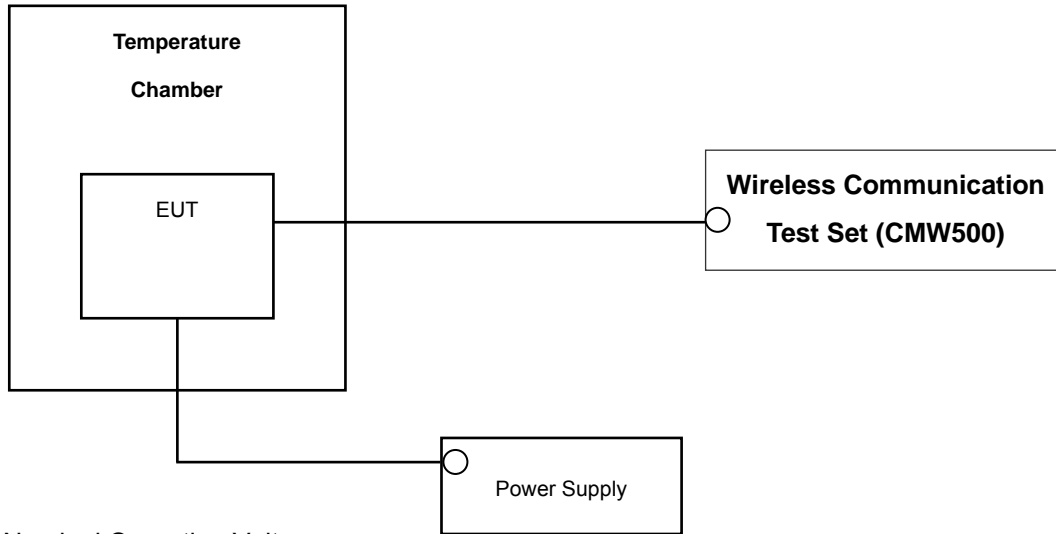 Temperature
Chamber
EUT
Wireless Communication
Test Set (CMW500)
Power Supply